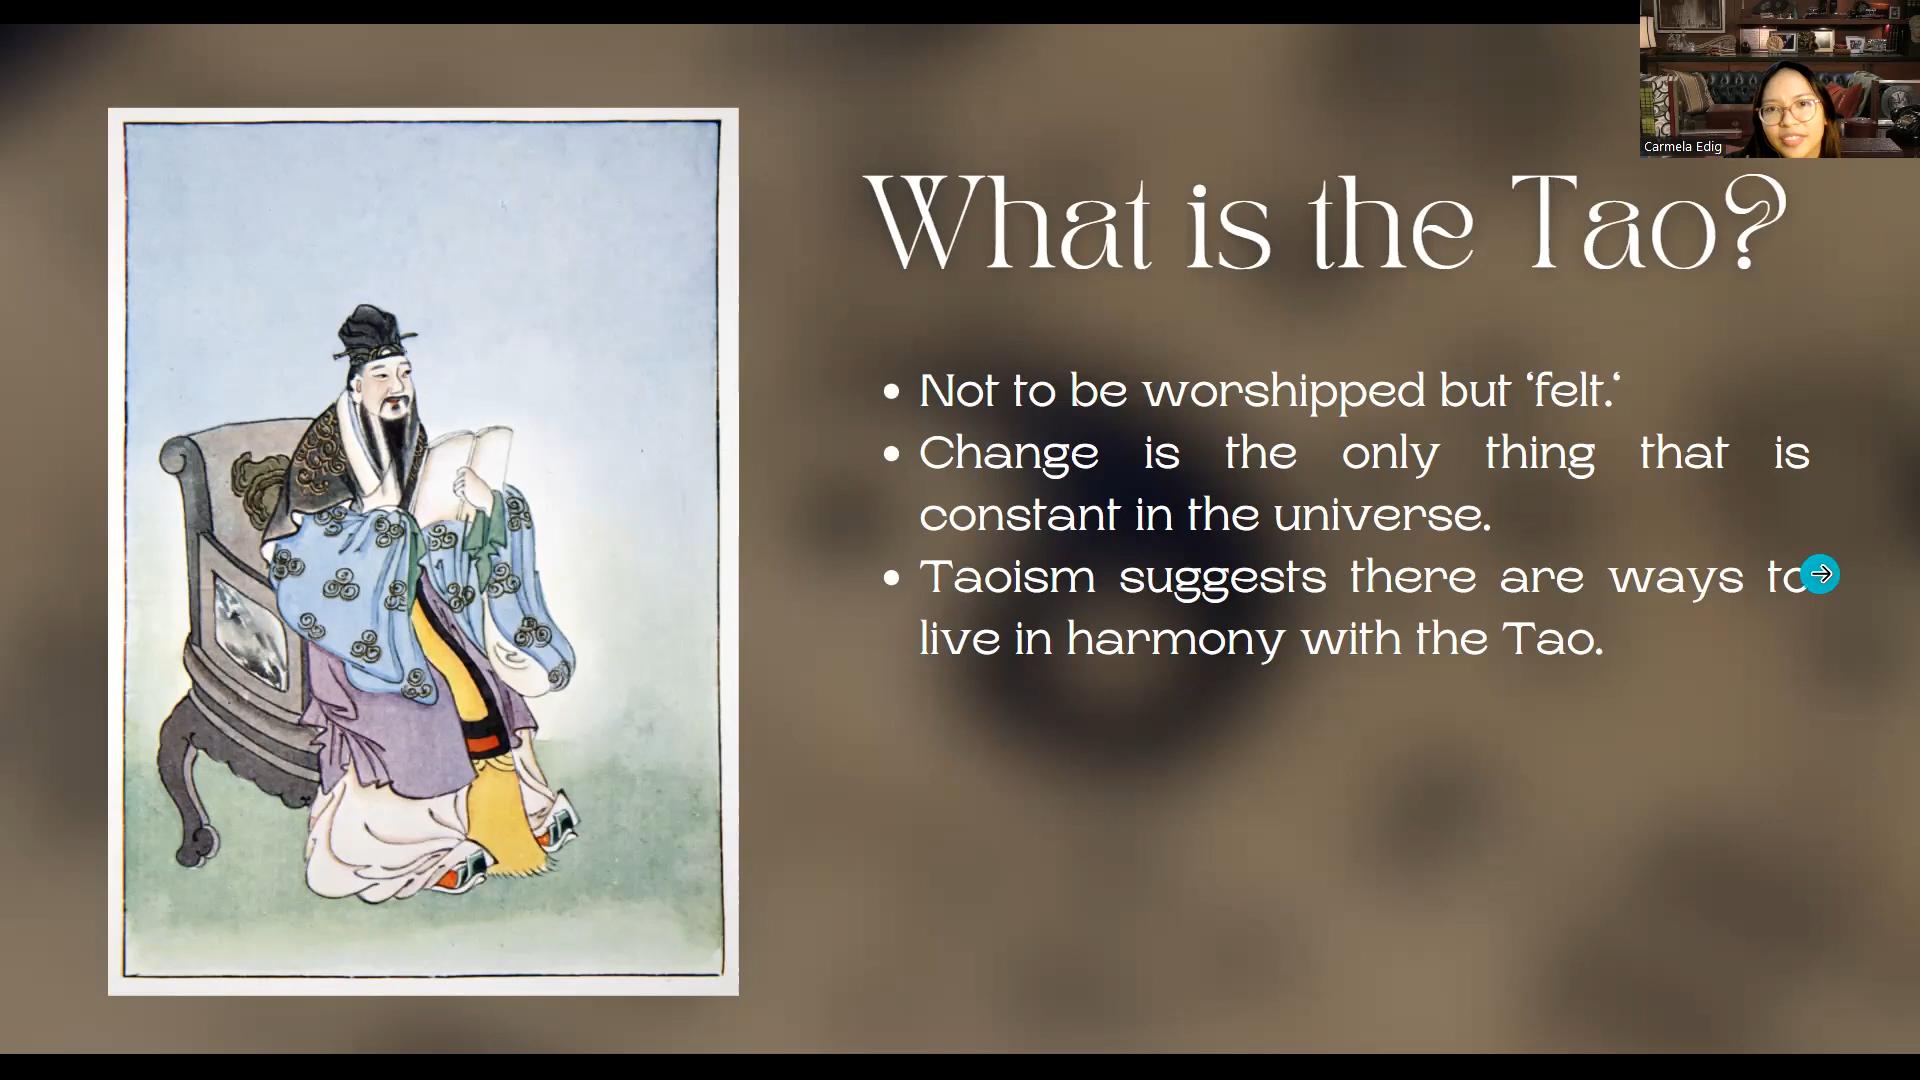 Carmela Edig
What is the Tao?
• Not to be worshipped but ‘felt.‘
• Change is the only thing that is
constant in the universe.
• Taoism suggests there are ways to
live in harmony with the Tao.